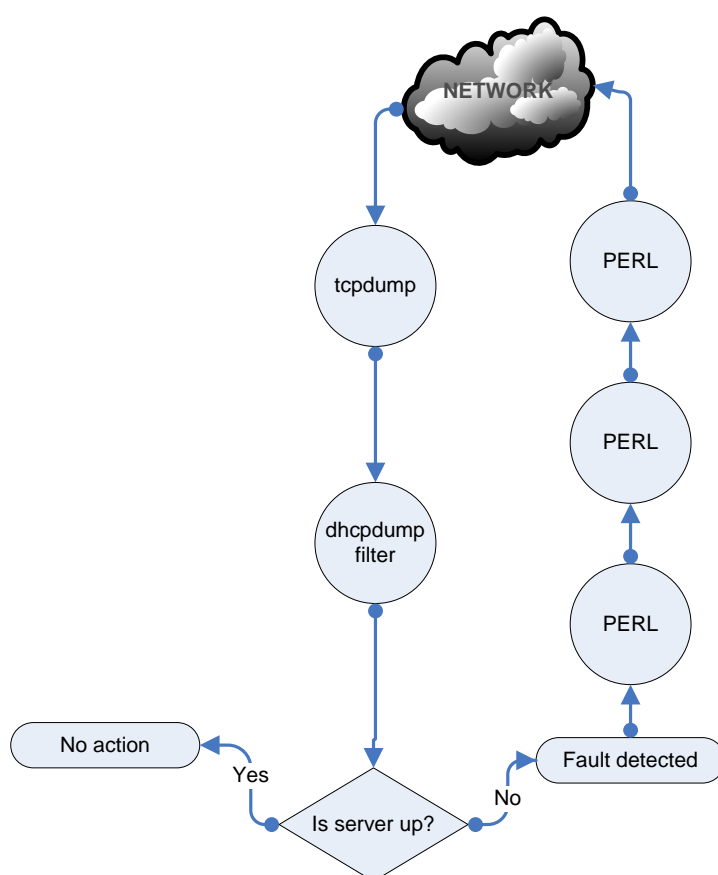 NETWORK
tcpdump
PERL
PERL
dhcpdump
filter
PERL
No action
Yes
Fault detected
No
Is server up?